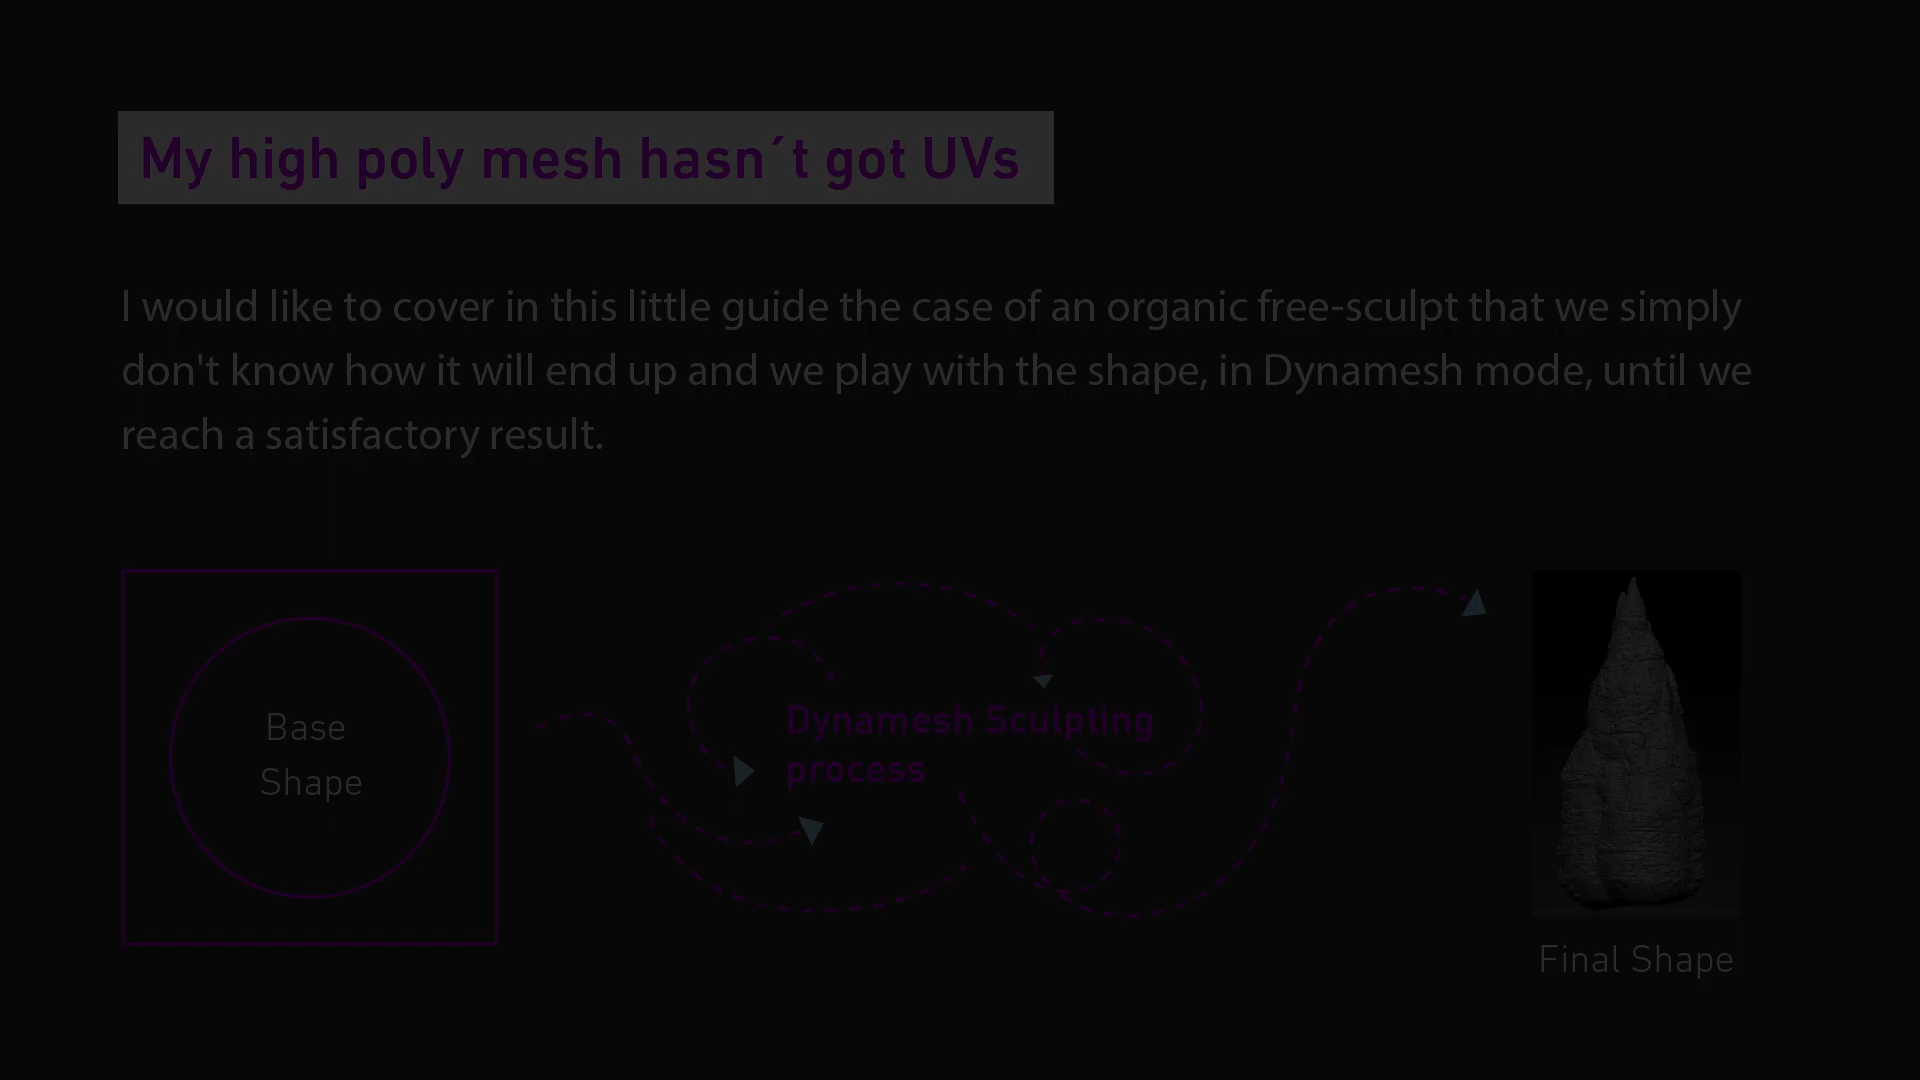 My high poly mesh hasn´t got UVs
I would like to cover in this little guide the case of an organic free-sculpt that we simply
don't know how it will end up and we play with the shape, in Dynamesh mode, until we
reach a satisfactory result.
Base
Shape
Dynamesh Sculpting
process
Final Shape